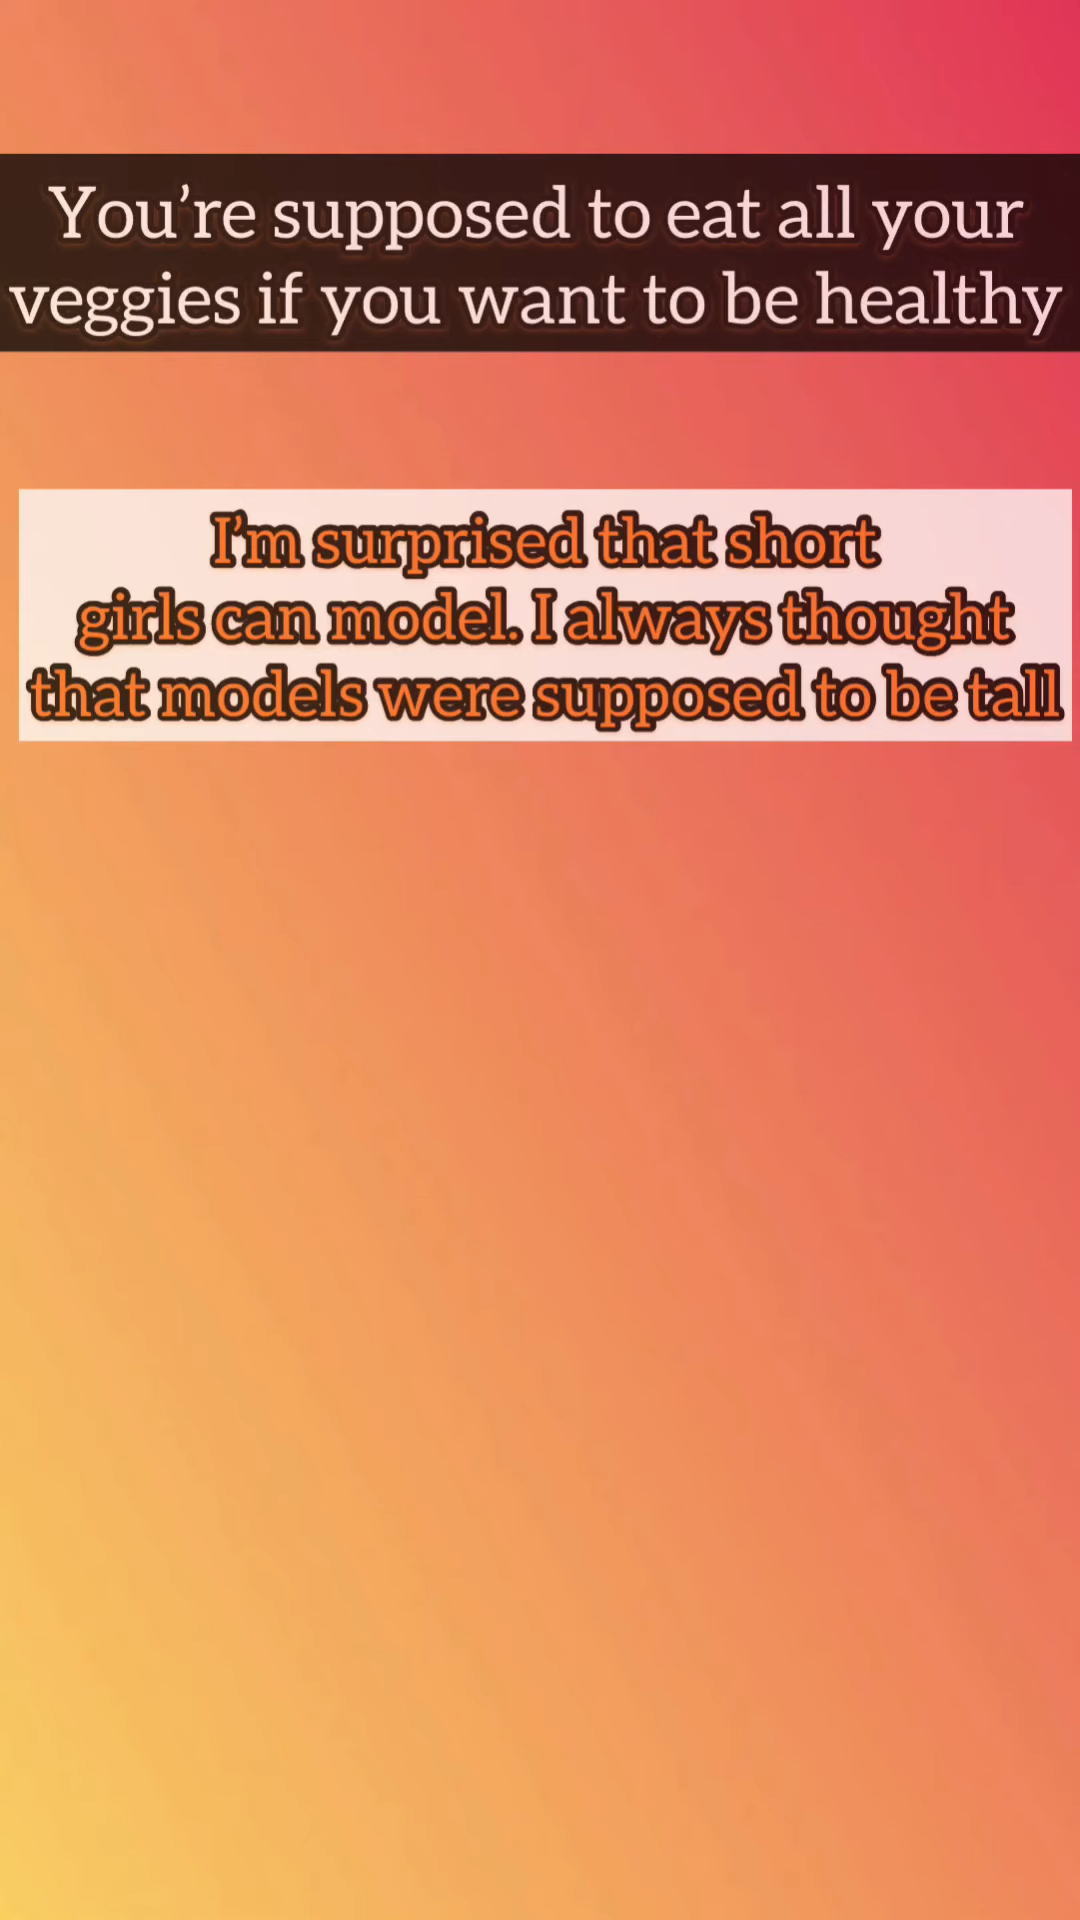 You’re supposed to eat all your
veggies if you want to be healthy
I’m surprised that short
girls can model. I always thought
that models were supposed to be tall